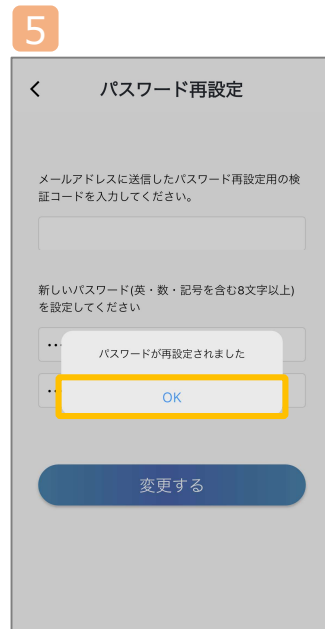 5
パスワード再設定
メールアドレスに送信したパスワード再設定用の検
証コードを入力してください。
新しいパスワード(英・数・記号を含む8文字以上)
を設定してください
パスワードが再設定されました
OK
変更する